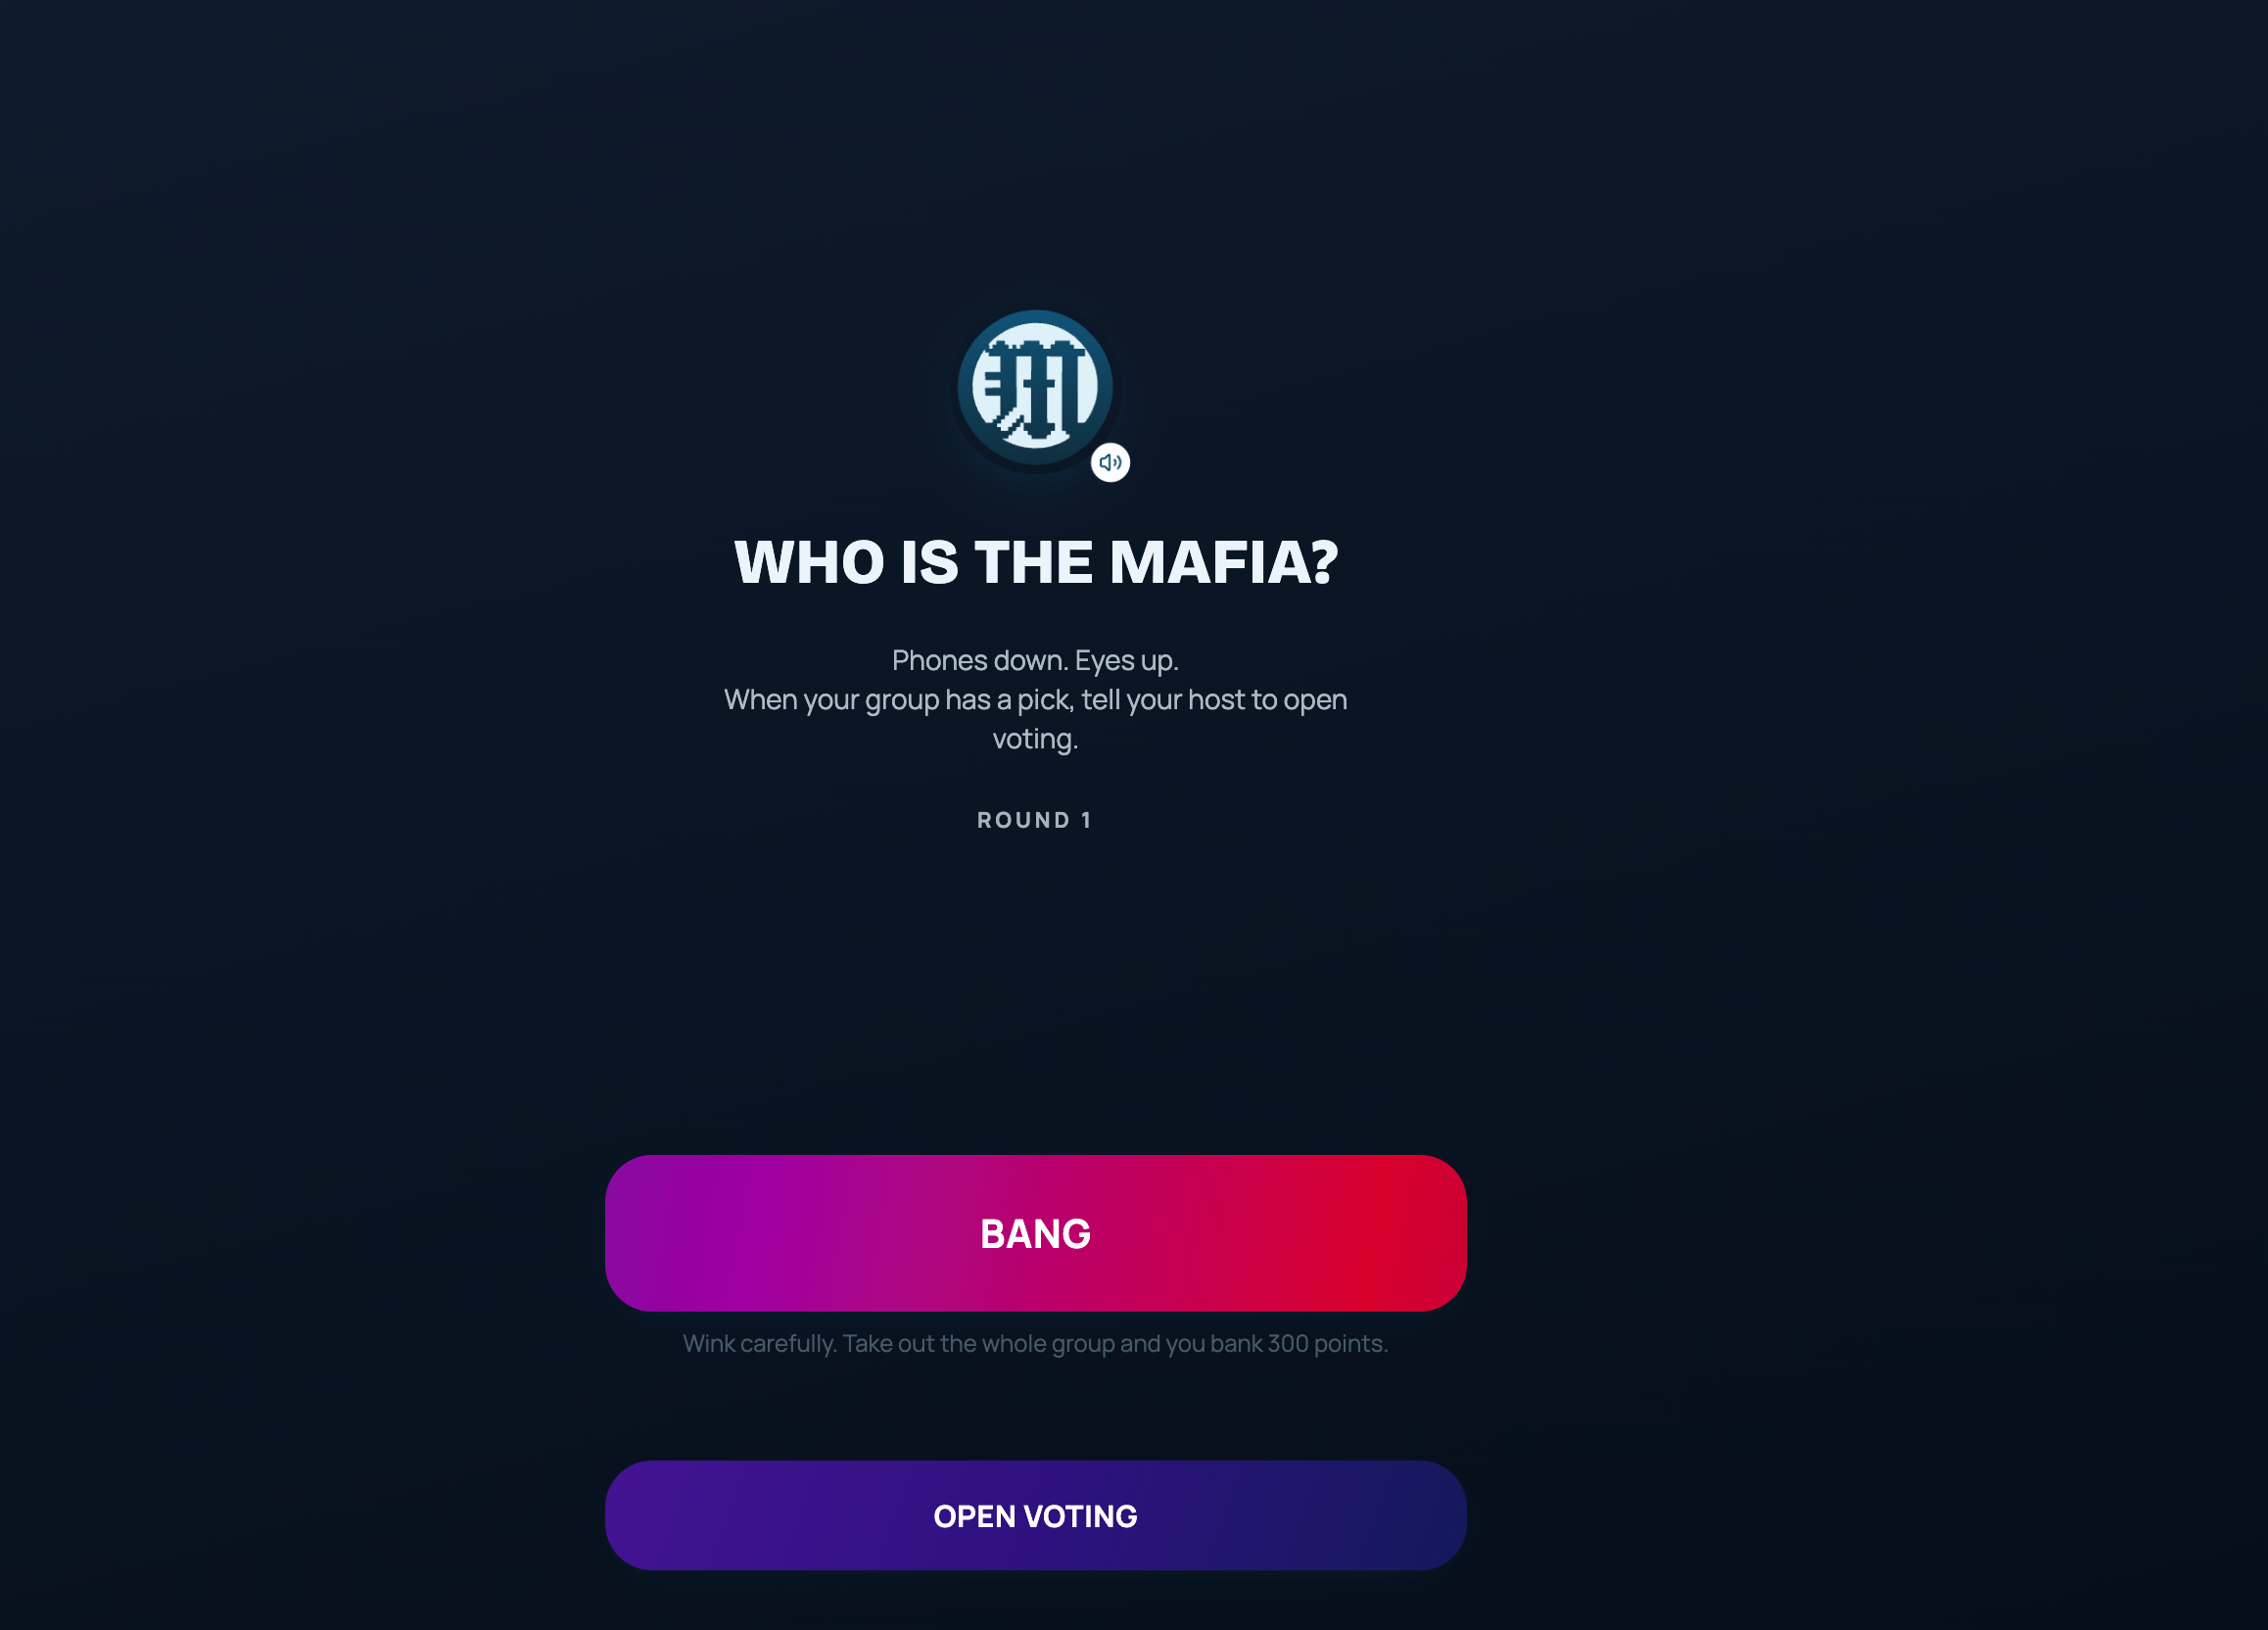 WHO IS THE MAFIA?
Phones down. Eyes up.
When your group has a pick, tell your host to open
voting.
ROUND 1
BANG
Wink carefully. Take out the whole group and you bank 300 points.
OPEN VOTING